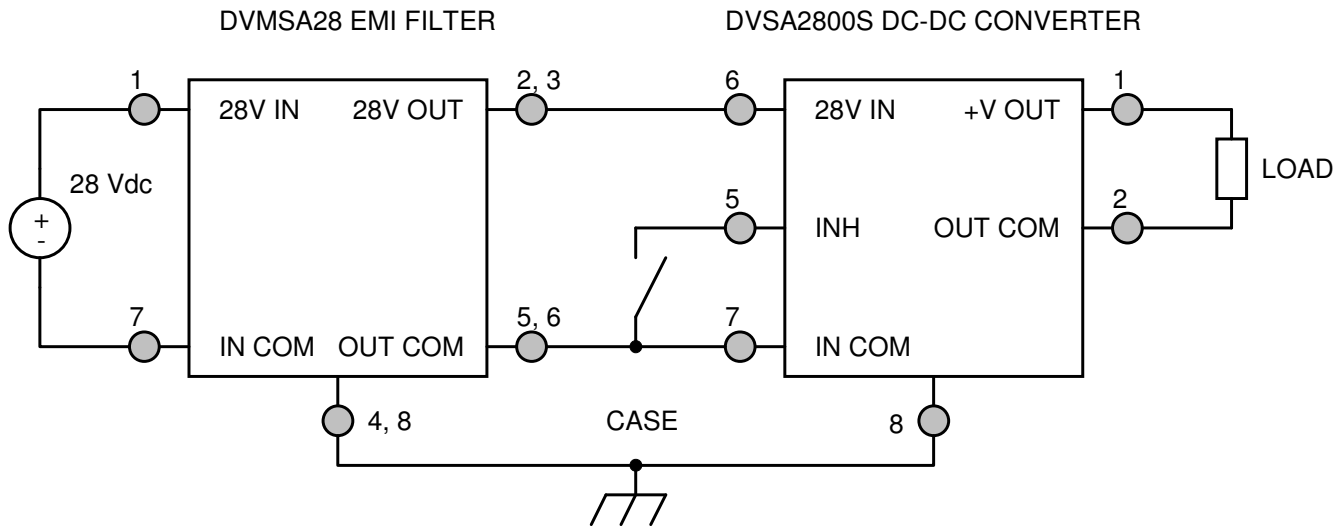 DVMSA28 EMI FILTER DVSA2800S DC-DC CONVERTER
1 2, 3 6 1
28V IN 28V OUT 28V IN +V OUT
28 Vdc LOAD
5 2
+
-
INH OUT COM
7 5, 6 7
IN COM OUT COM IN COM
4, 8 CASE 8